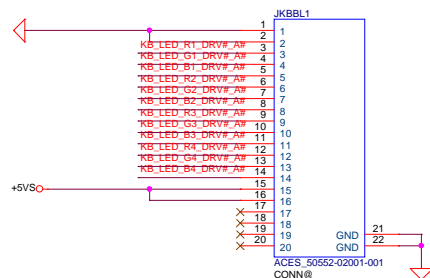 JKBBL1
1 1
2 2
KB_LED_R1_DRV#_A# 3 3
KB_LED_G1_DRV#_A# 4 4
KB_LED_B1_DRV#_A# 5 5
KB_LED_R2_DRV#_A# 6 6
KB_LED_G2_DRV#_A# 7 7
KB_LED_B2_DRV#_A# 8 8
KB_LED_R3_DRV#_A# 9 9
KB_LED_G3_DRV#_A# 10 10
KB_LED_B3_DRV#_A# 11 11
KB_LED_R4_DRV#_A# 12 12
KB_LED_G4_DRV#_A# 13 13
KB_LED_B4_DRV#_A# 14 14
+5VS 15 15
16 16
17 17
18 18
19 19 GND 21
20 20 GND 22
ACES_50552-02001-001
CONN@